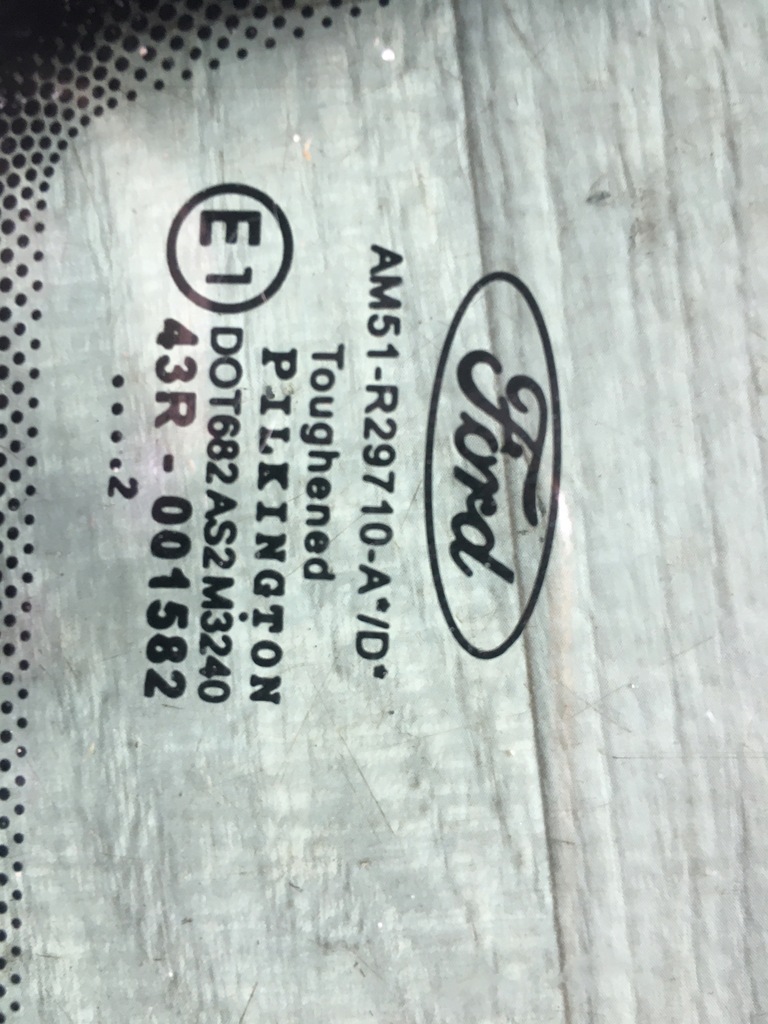 Ford
AM51-R29710-A*/D*
Toughened
PILKINGTON
E1 DOT682 AS2 M3240
43R - 001582
.....2